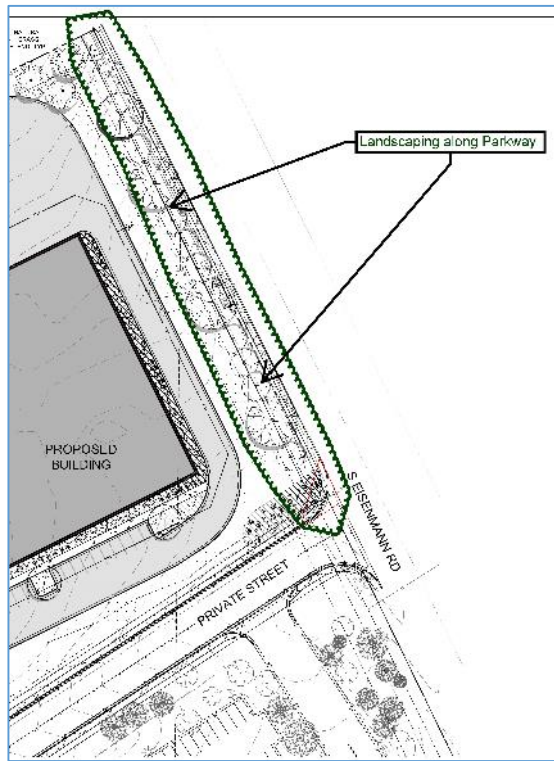 Landscaping along Parkway
PROPOSED
BUILDING
S EISENMANN RD
PRIVATE STREET